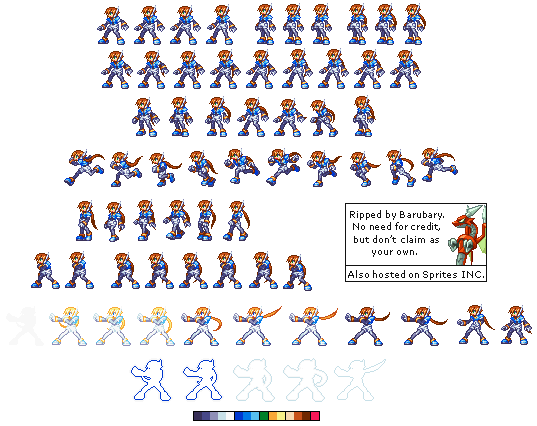 Ripped by Barubary.
No need for credit,
but don't claim as
your own.
Also hosted on Sprites INC.